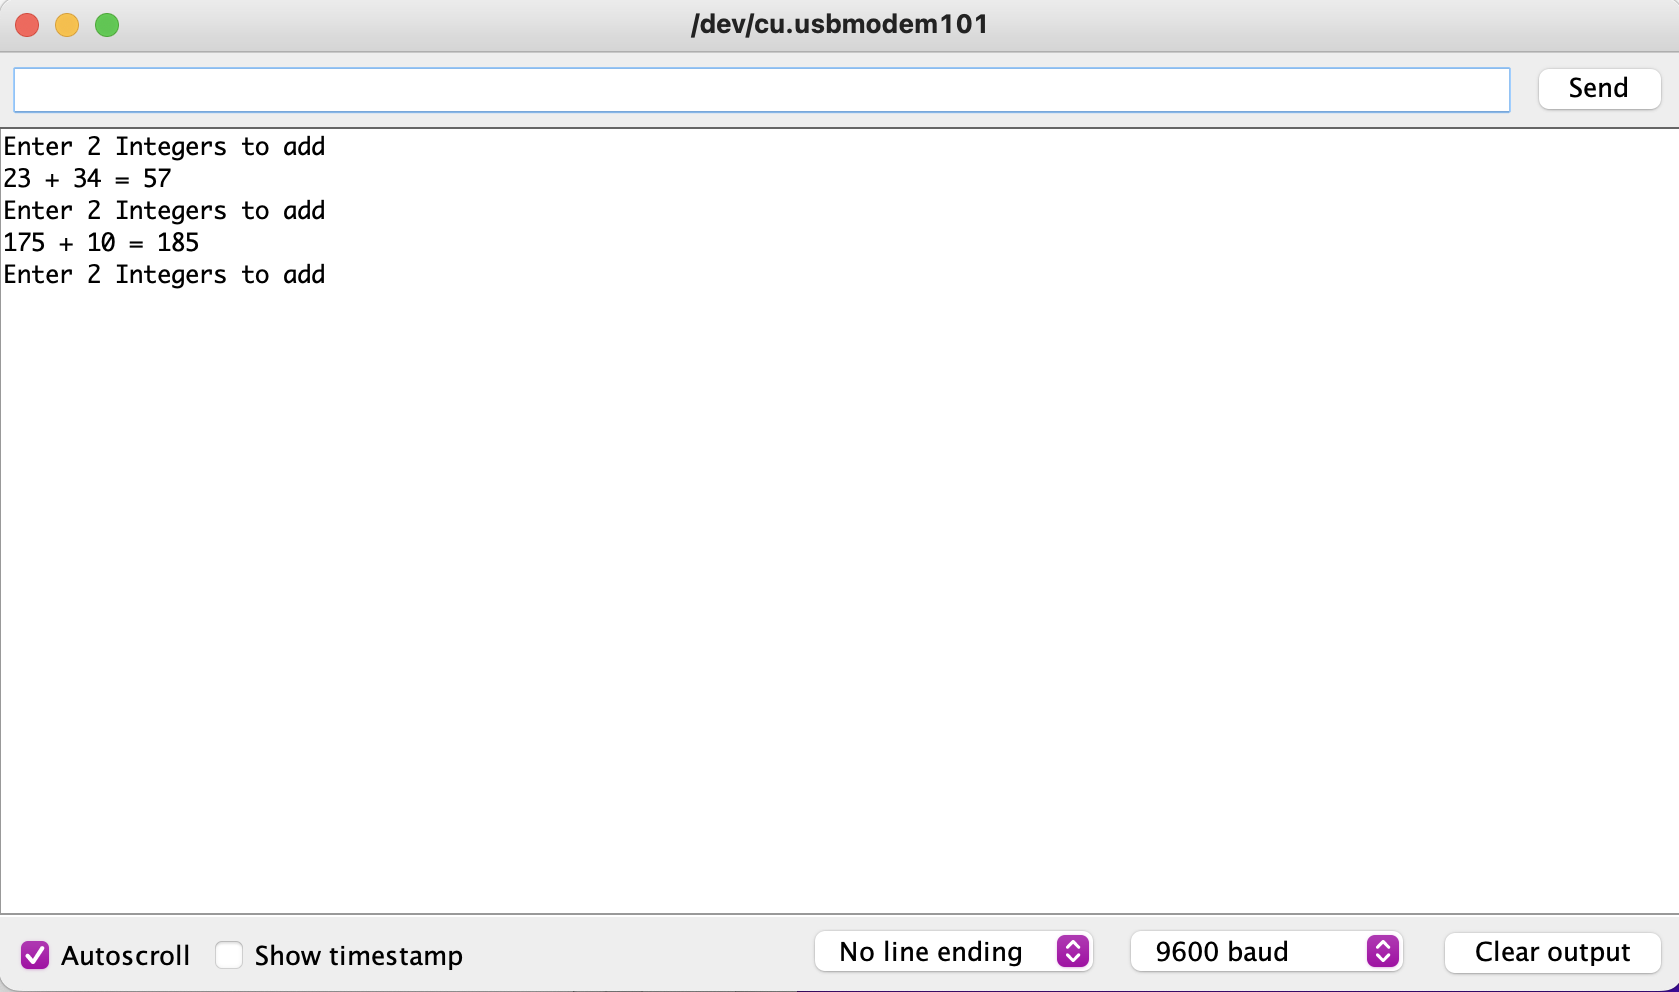 /dev/cu.usbmodem101
Send
Enter 2 Integers to add
23 + 34 = 57
Enter 2 Integers to add
175 + 10 = 185
Enter 2 Integers to add
Autoscroll Show timestamp No line ending 9600 baud Clear output